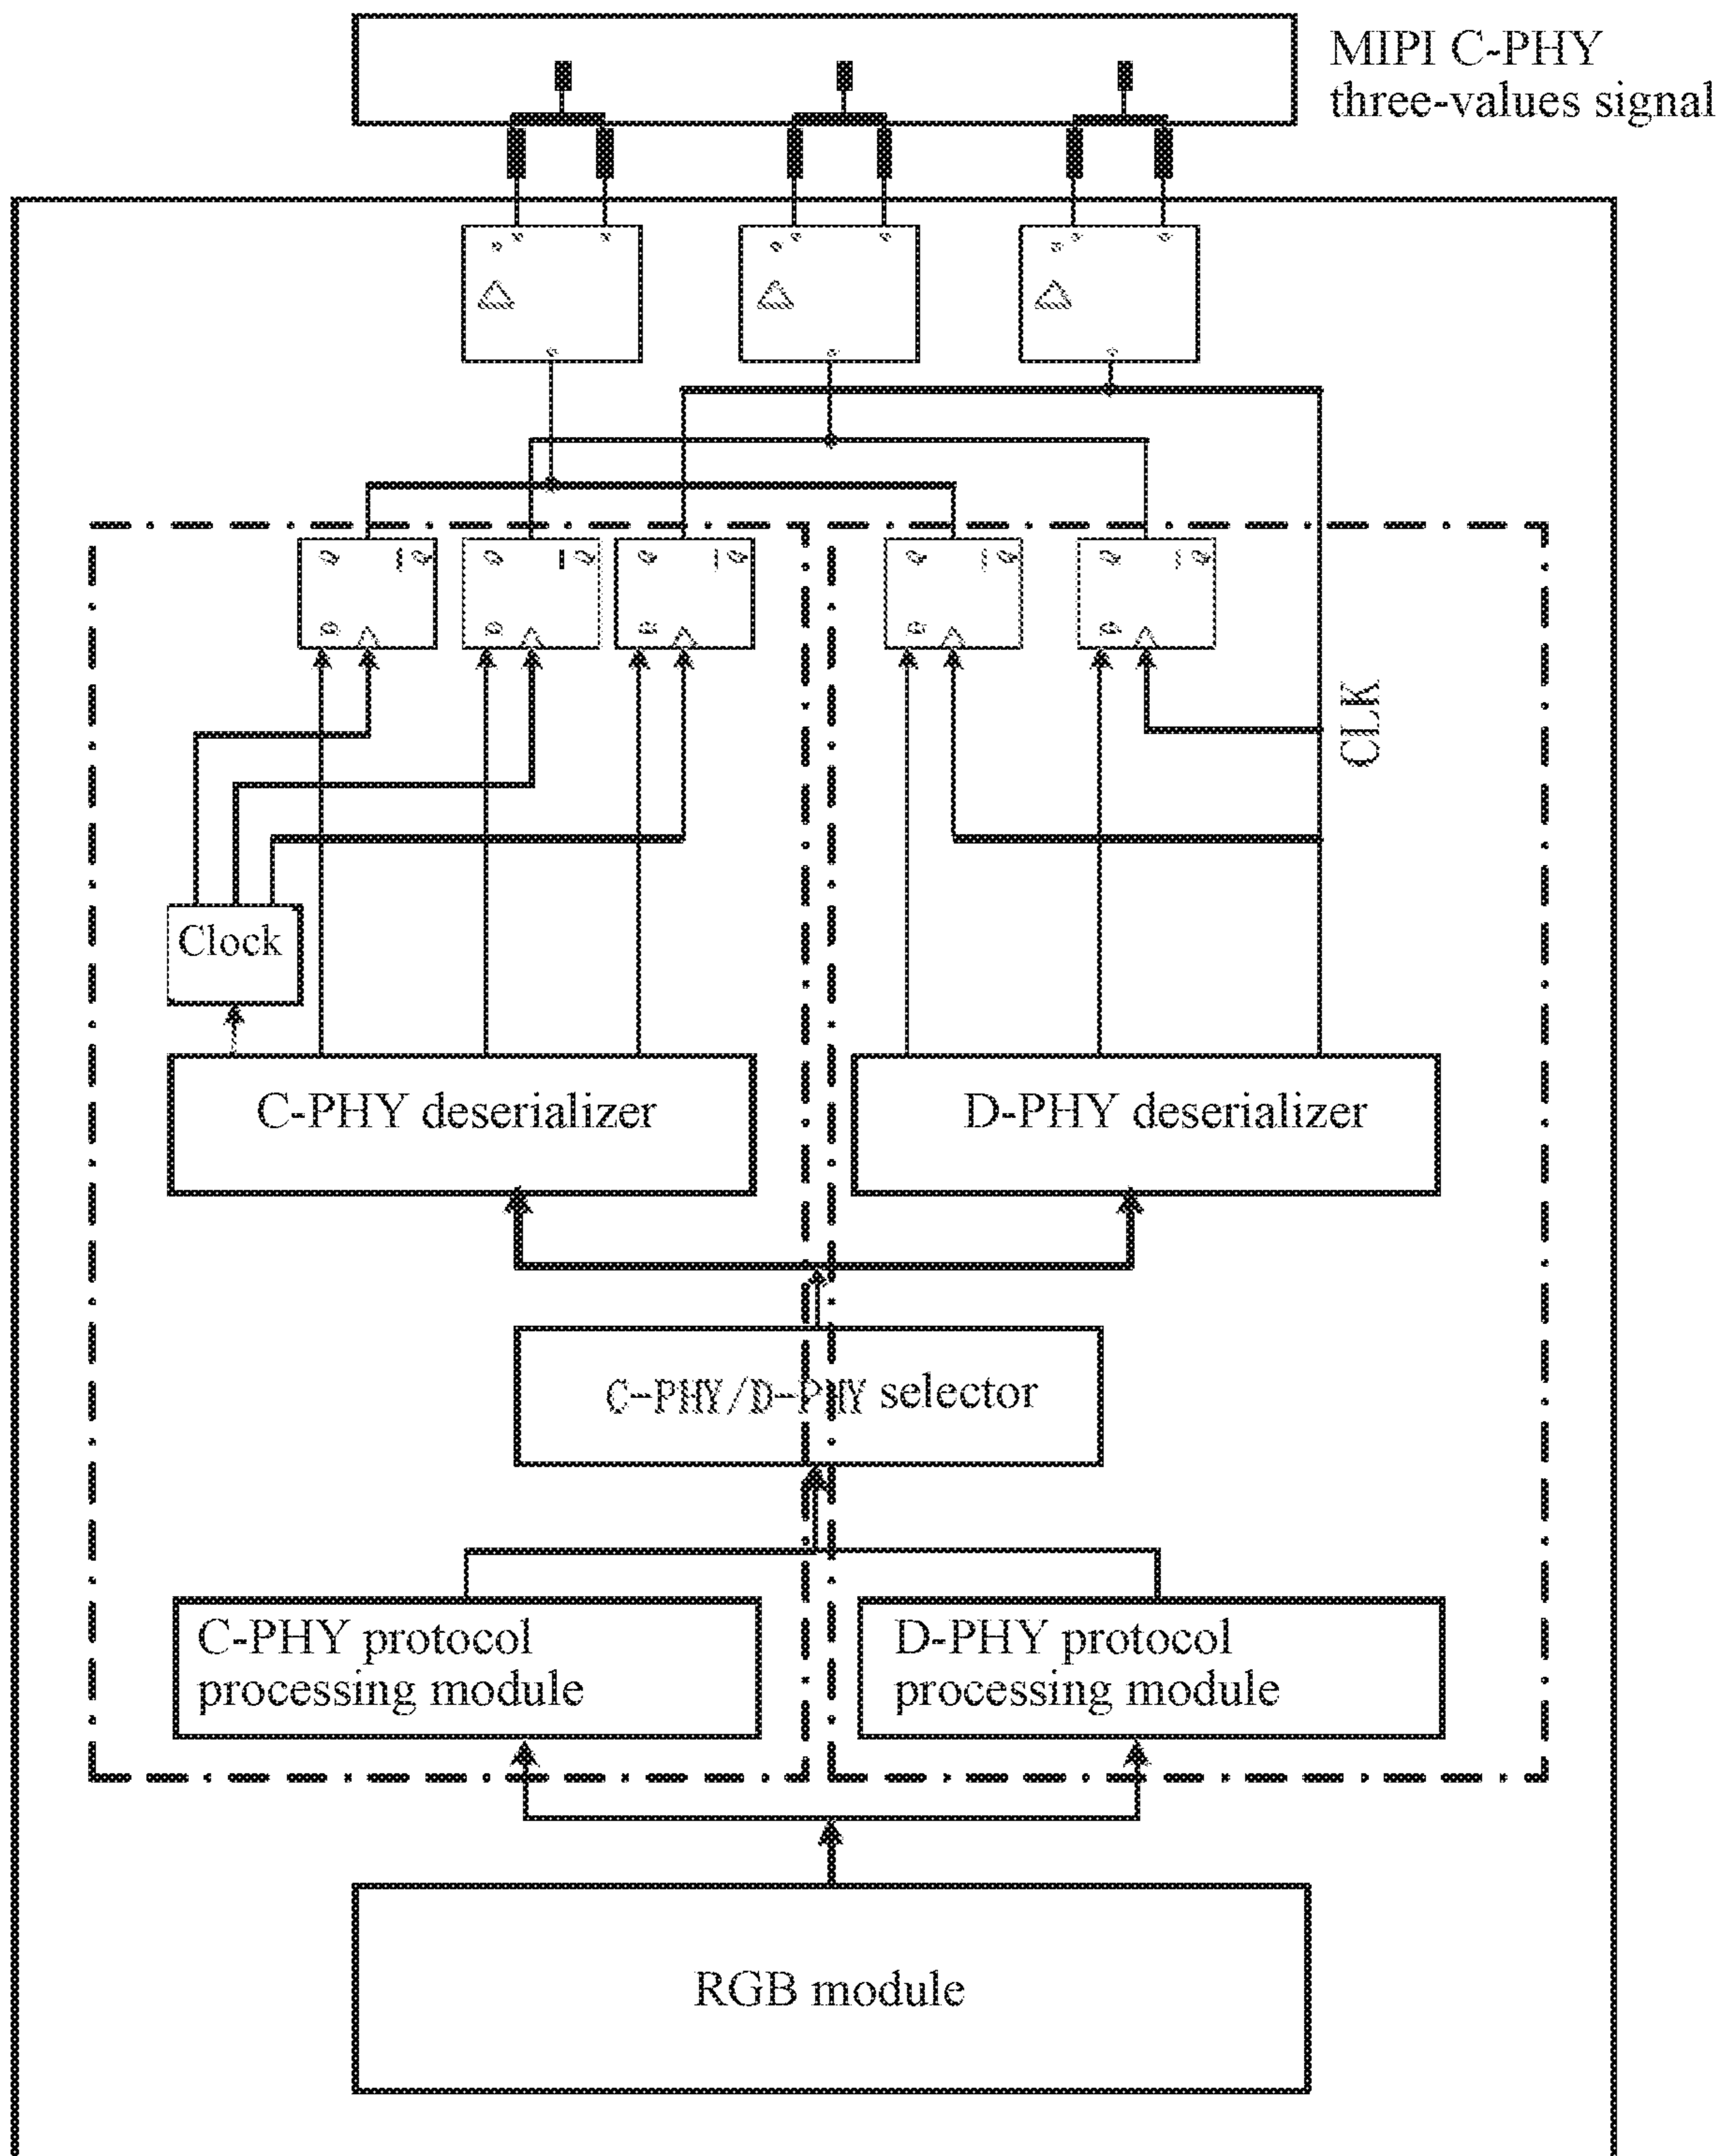 MIPI C-PHY
three-values signal
Q Q Q Q Q Q Q Q Q Q
D D D D D
CLK
Clock
C-PHY deserializer
D-PHY deserializer
C-PHY/D-PHY selector
C-PHY protocol
processing module
D-PHY protocol
processing module
RGB module